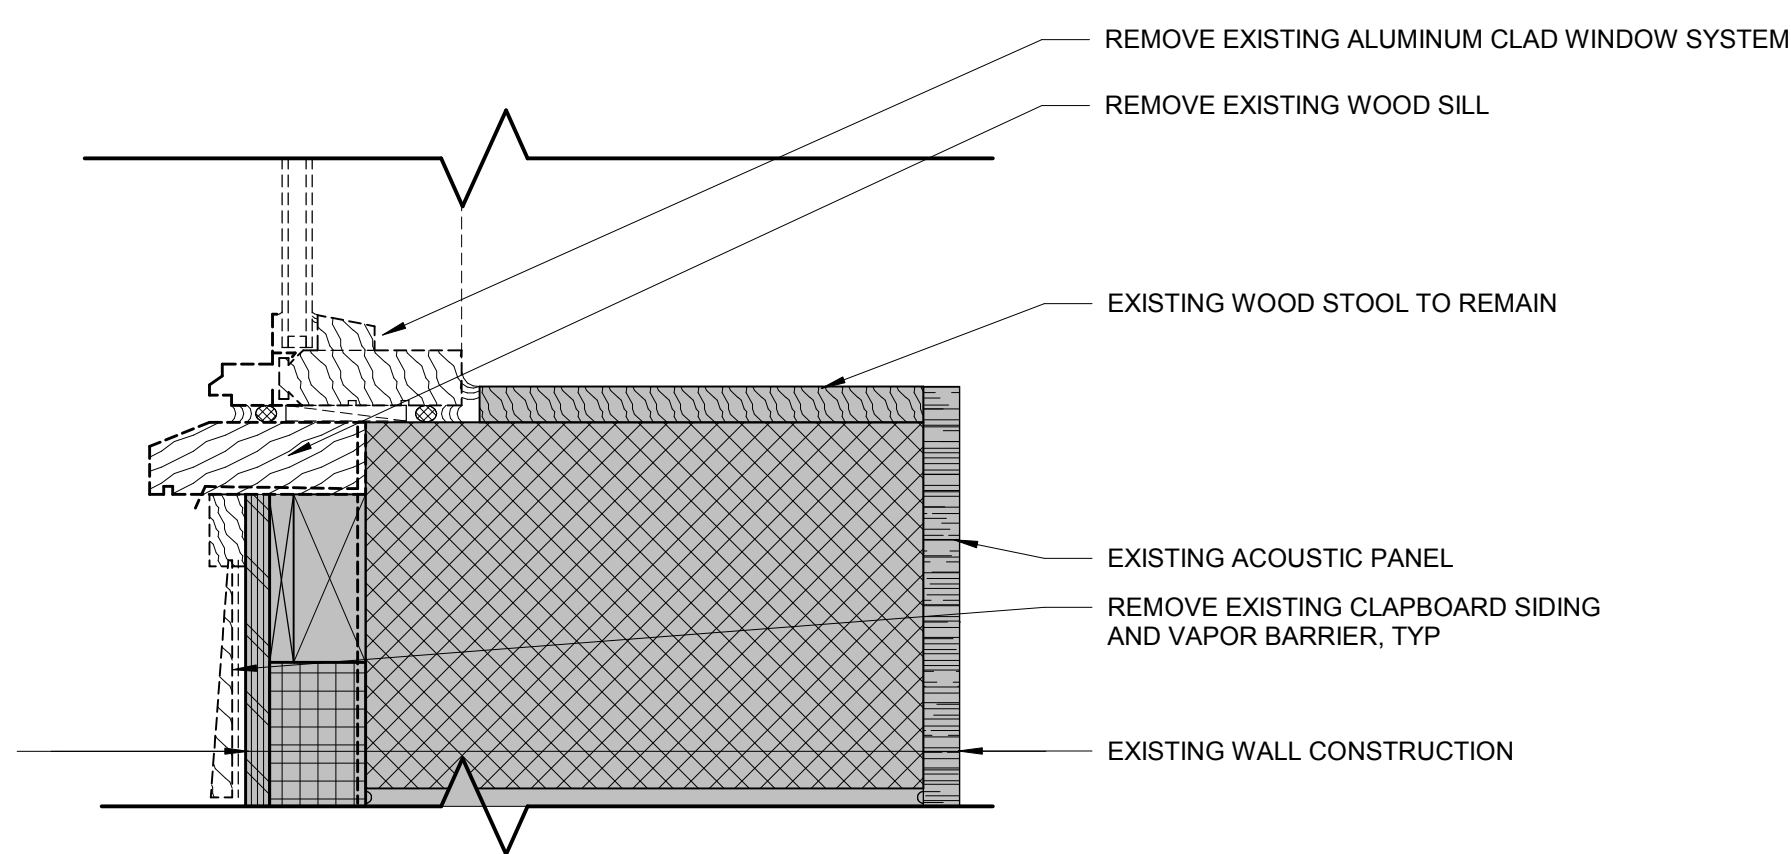 REMOVE EXISTING ALUMINUM CLAD WINDOW SYSTEM
REMOVE EXISTING WOOD SILL
EXISTING WOOD STOOL TO REMAIN
EXISTING ACOUSTIC PANEL
REMOVE EXISTING CLAPBOARD SIDING
AND VAPOR BARRIER, TYP
EXISTING WALL CONSTRUCTION